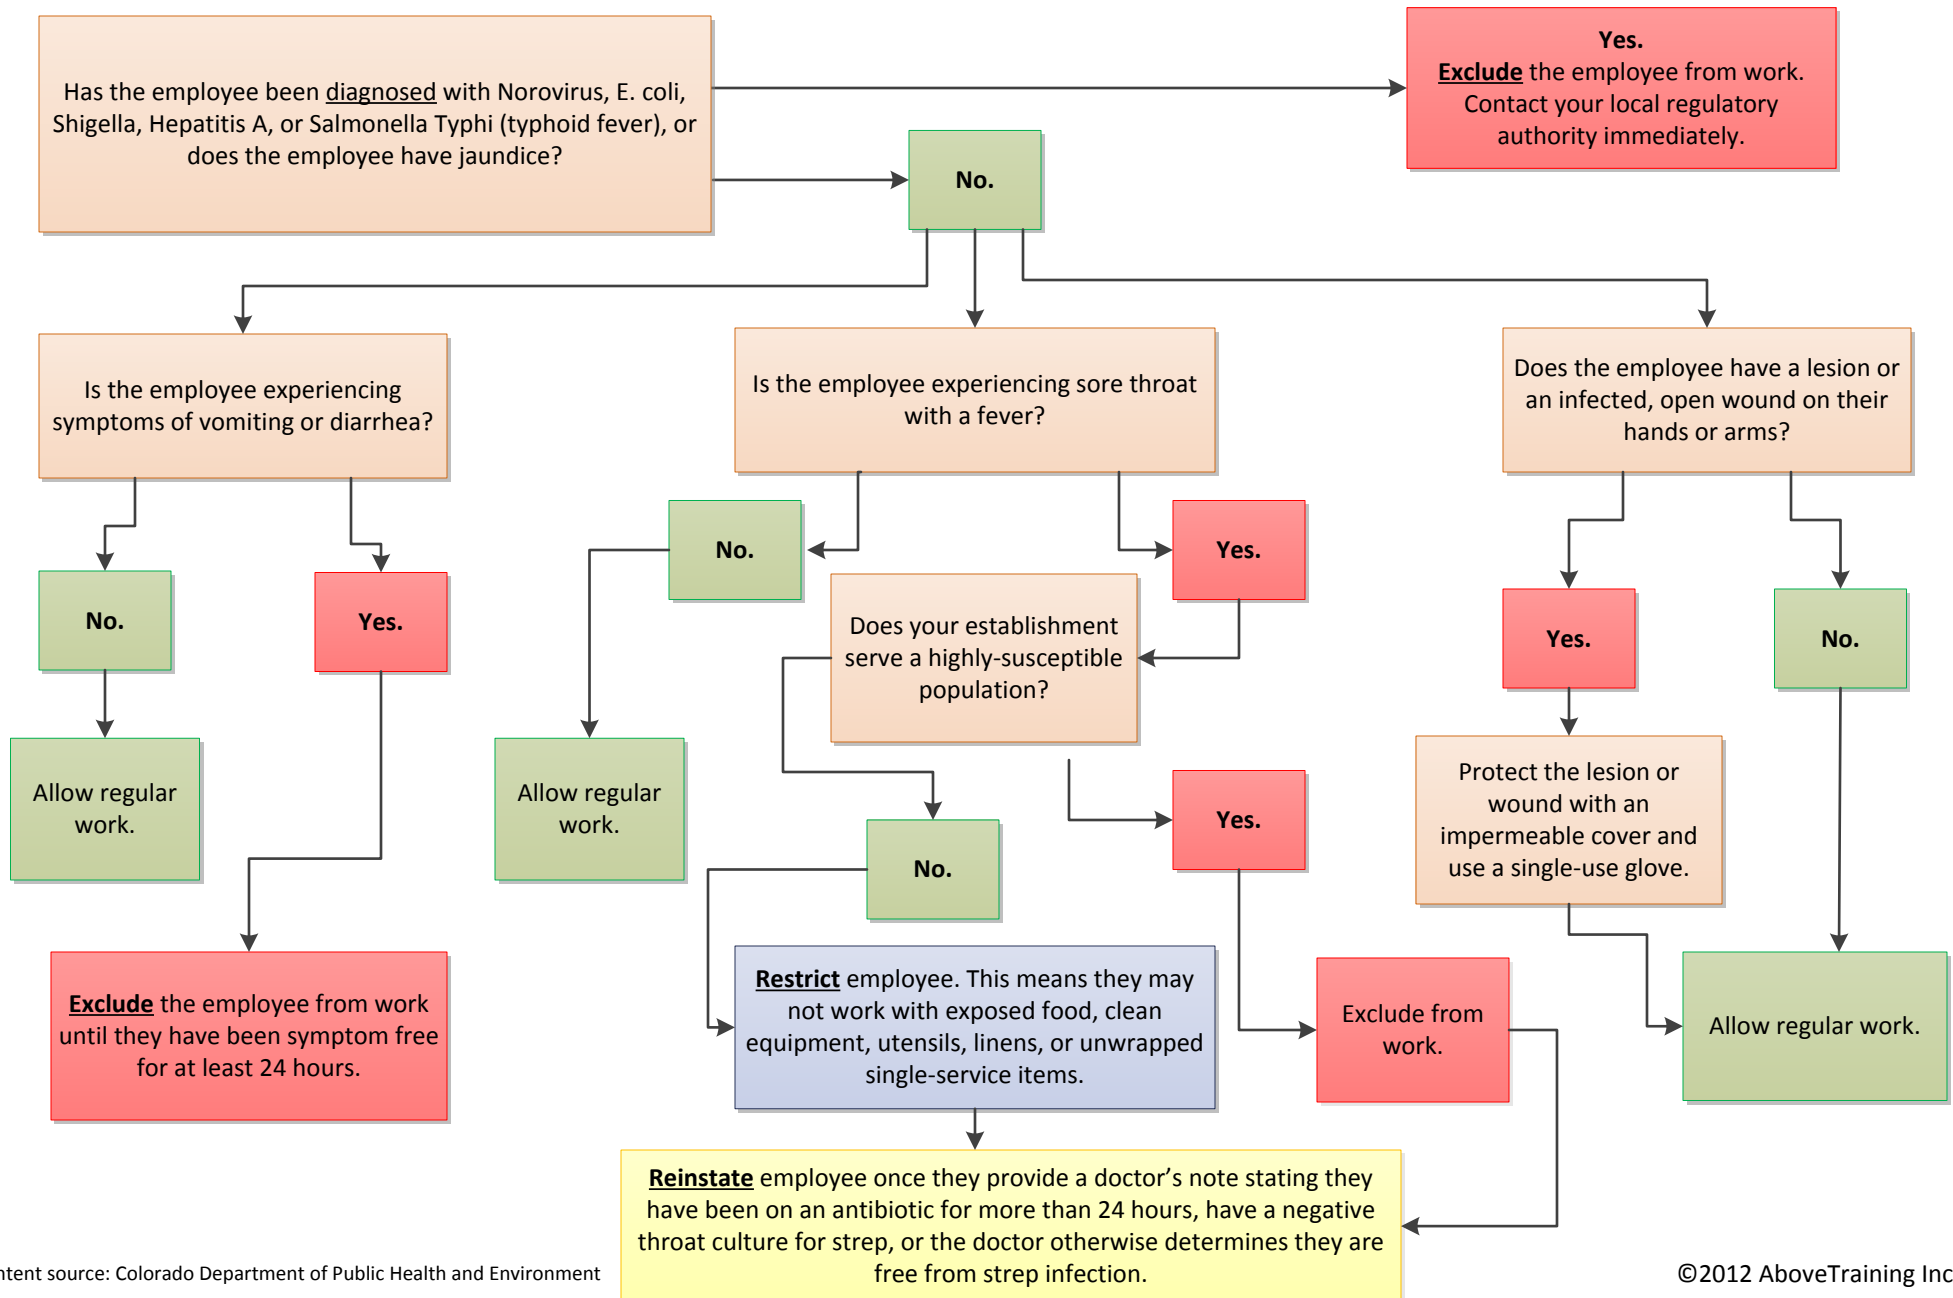 Has the employee been diagnosed with Norovirus, E. coli,
Shigella, Hepatitis A, or Salmonella Typhi (typhoid fever), or
does the employee have jaundice?
Yes.
Exclude the employee from work.
Contact your local regulatory
authority immediately.
No.
Is the employee experiencing
symptoms of vomiting or diarrhea?
Is the employee experiencing sore throat
with a fever?
Does the employee have a lesion or
an infected, open wound on their
hands or arms?
No.
Yes.
No.
Yes.
Yes.
No.
Does your establishment
serve a highly-susceptible
population?
Allow regular
work.
Allow regular
work.
No.
Yes.
Protect the lesion or
wound with an
impermeable cover and
use a single-use glove.
Exclude the employee from work
until they have been symptom free
for at least 24 hours.
Restrict employee. This means they may
not work with exposed food, clean
equipment, utensils, linens, or unwrapped
single-service items.
Exclude from
work.
Allow regular work.
Reinstate employee once they provide a doctor’s note stating they
have been on an antibiotic for more than 24 hours, have a negative
throat culture for strep, or the doctor otherwise determines they are
free from strep infection.
ntent source: Colorado Department of Public Health and Environment
©2012 AboveTraining Inc